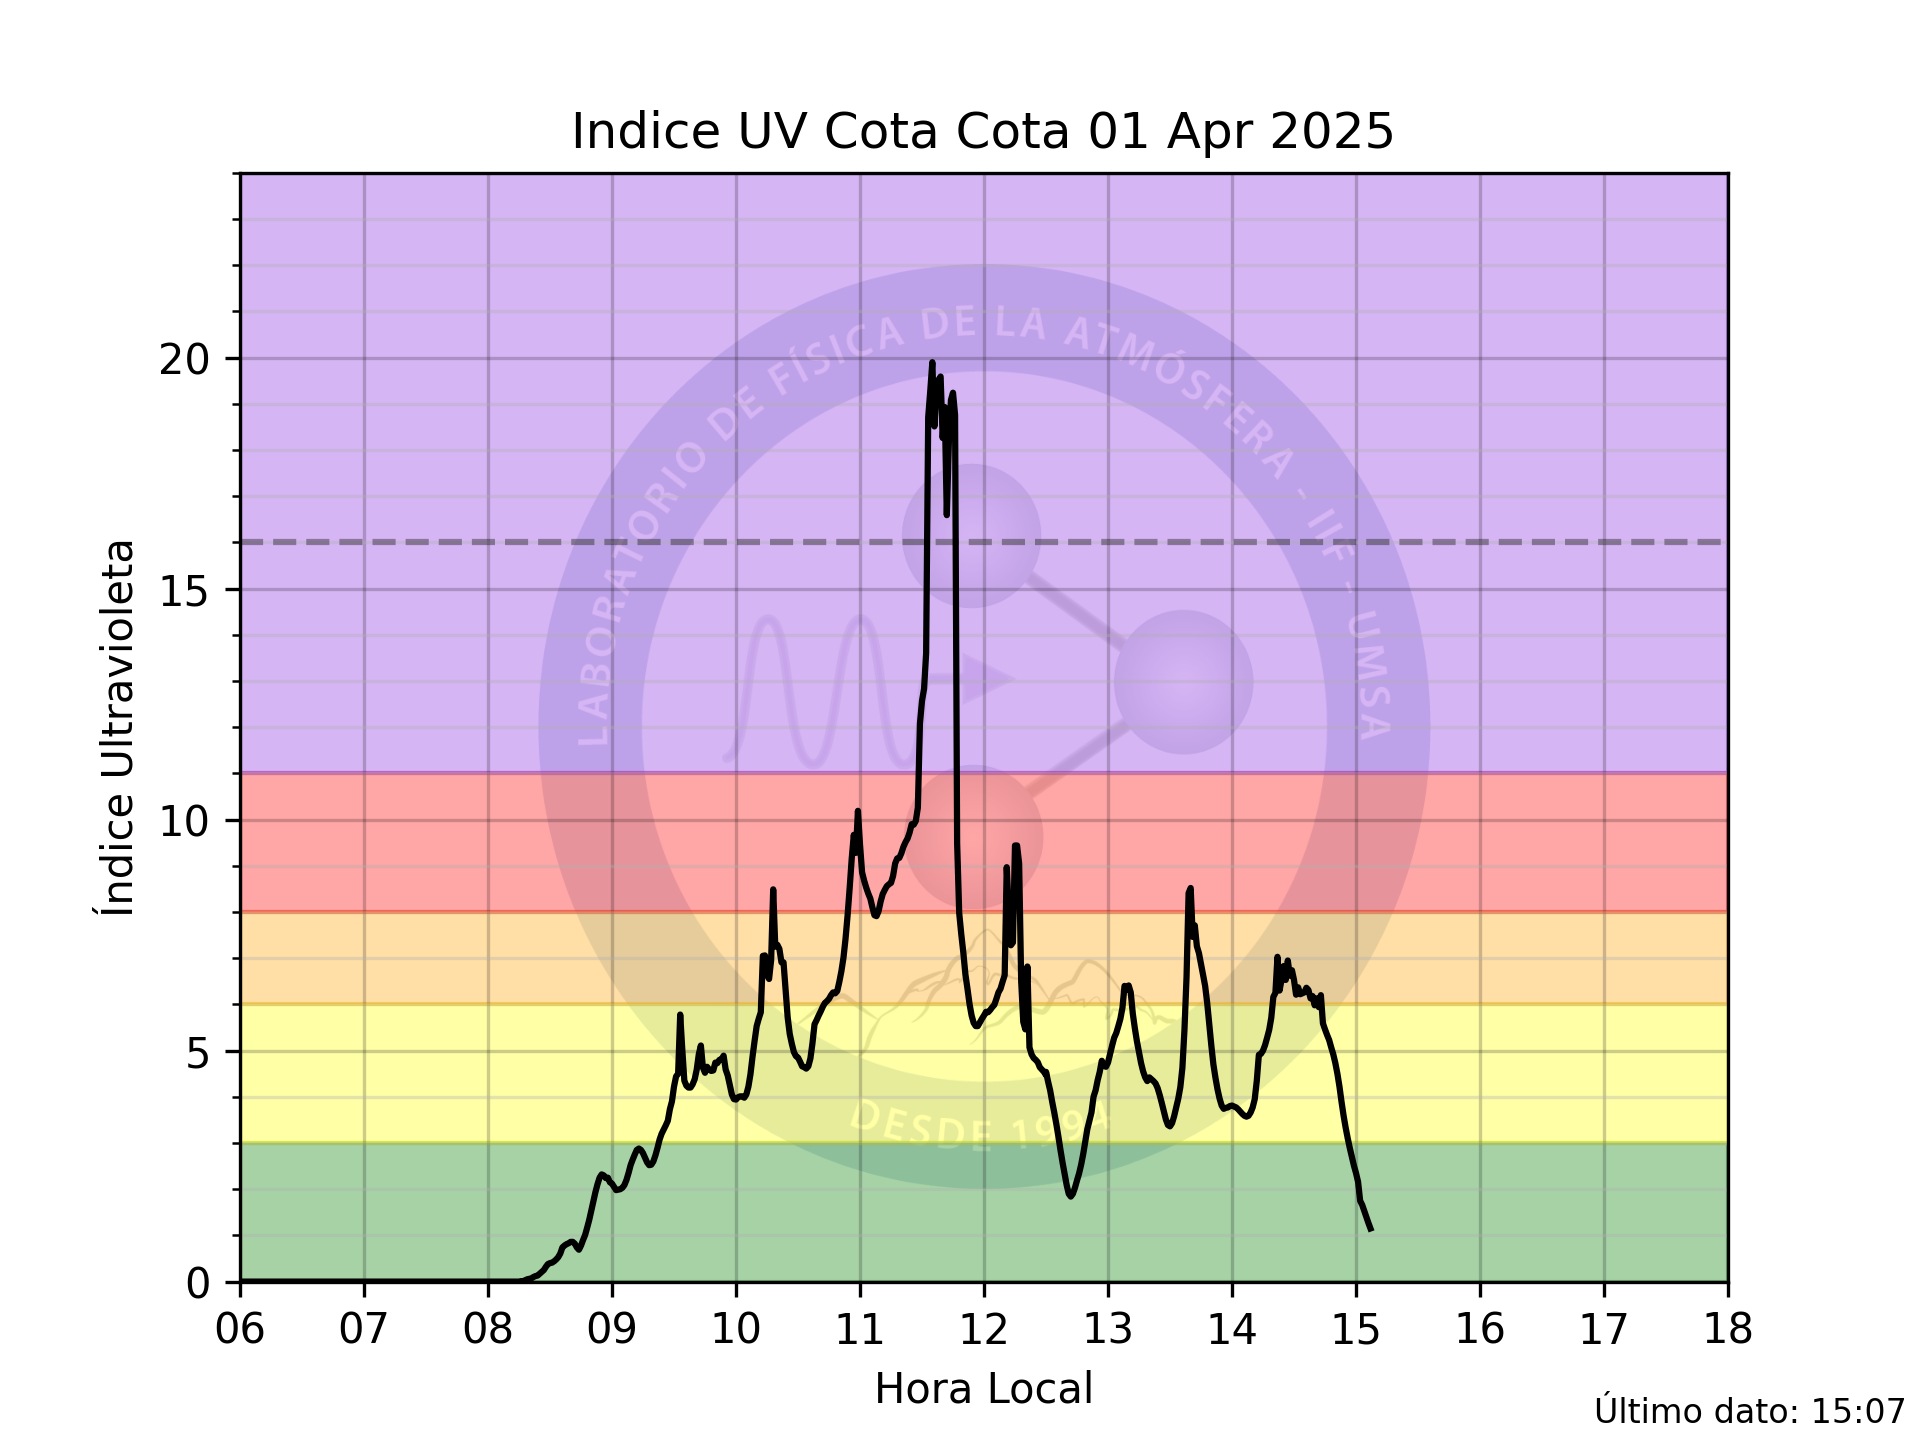 Indice UV Cota Cota 01 Apr 2025
LABORATORIO DE FÍSICA DE LA ATMÓSFERA - IIF - UMSA
20
15
10
5
0
Índice Ultravioleta
DESDE 1994
06 07 08 09 10 11 12 13 14 15 16 17 18
Hora Local
Último dato: 15:07